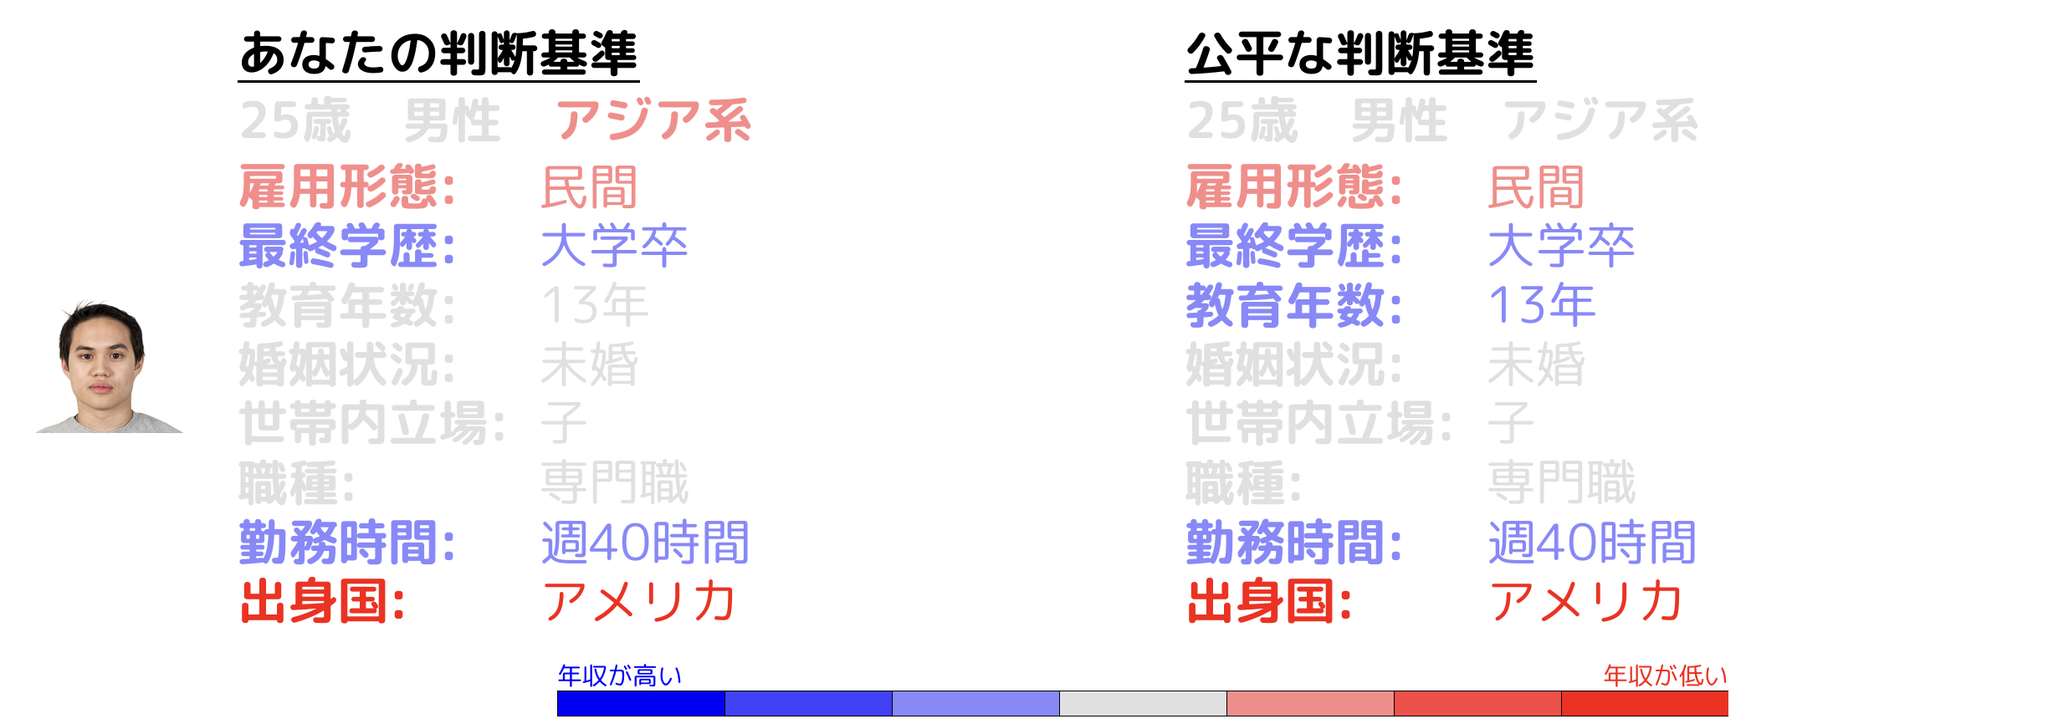 あなたの判断基準
25歳 男性 アジア系
雇用形態: 民間
最終学歴: 大学卒
教育年数: 13年
婚姻状況: 未婚
世帯内立場: 子
職種: 専門職
勤務時間: 週40時間
出身国: アメリカ
公平な判断基準
25歳 男性 アジア系
雇用形態: 民間
最終学歴: 大学卒
教育年数: 13年
婚姻状況: 未婚
世帯内立場: 子
職種: 専門職
勤務時間: 週40時間
出身国: アメリカ
年収が高い
年収が低い